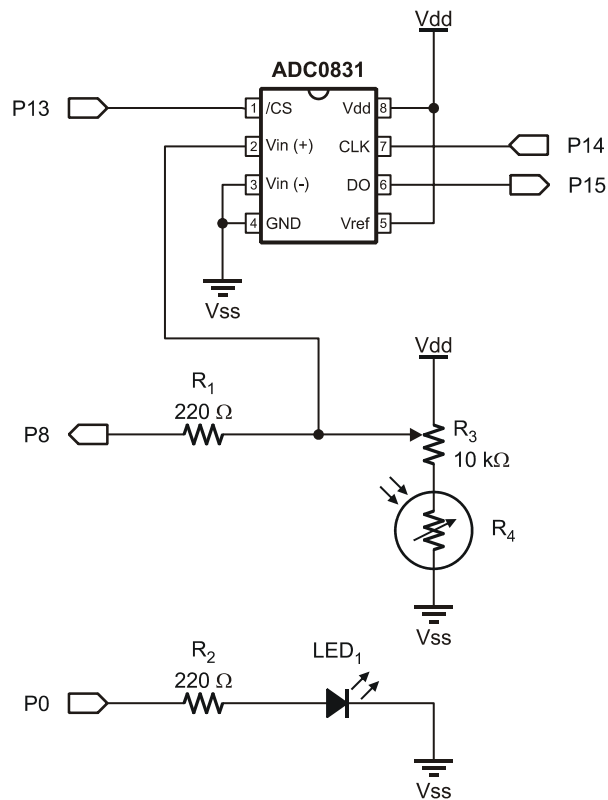 Vdd
ADC0831
P13 1 /CS Vdd 8
2 Vin (+) CLK 7 P14
3 Vin (-) DO 6 P15
4 GND Vref 5
Vss
Vdd
R1
220 Ω
P8
R3
10 kΩ
R4
Vss
R2
220 Ω
LED1
P0
Vss